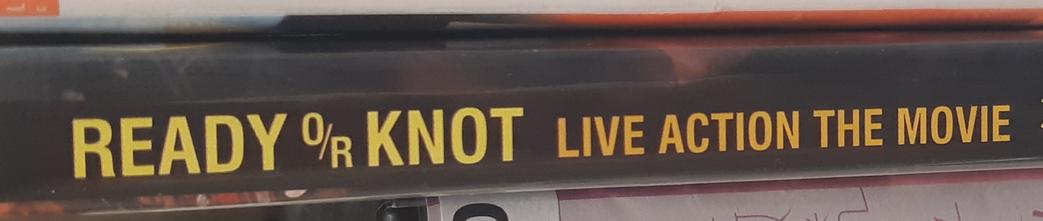 READY O/R KNOT LIVE ACTION THE MOVIE